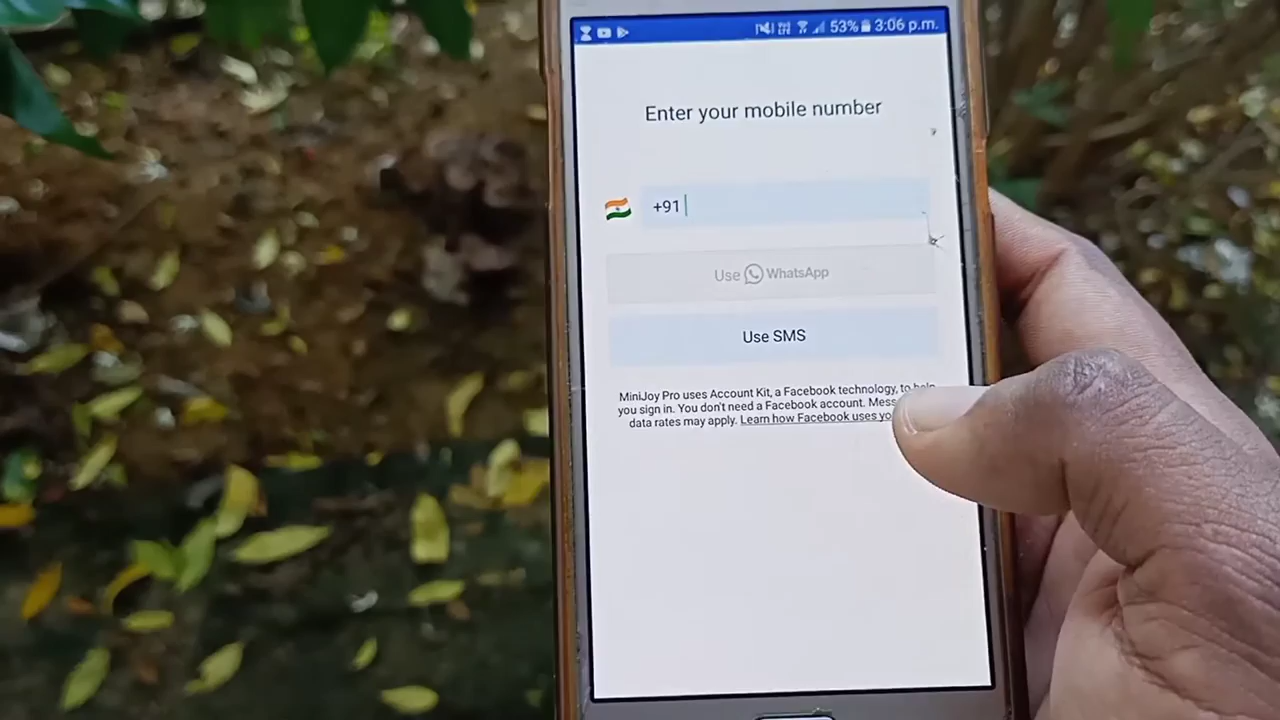 53% 3:06 p.m.
Enter your mobile number
+91
Use WhatsApp
Use SMS
MiniJoy Pro uses Account Kit, a Facebook technology, to help
you sign in. You don't need a Facebook account.
data rates may apply. Learn how Facebook uses